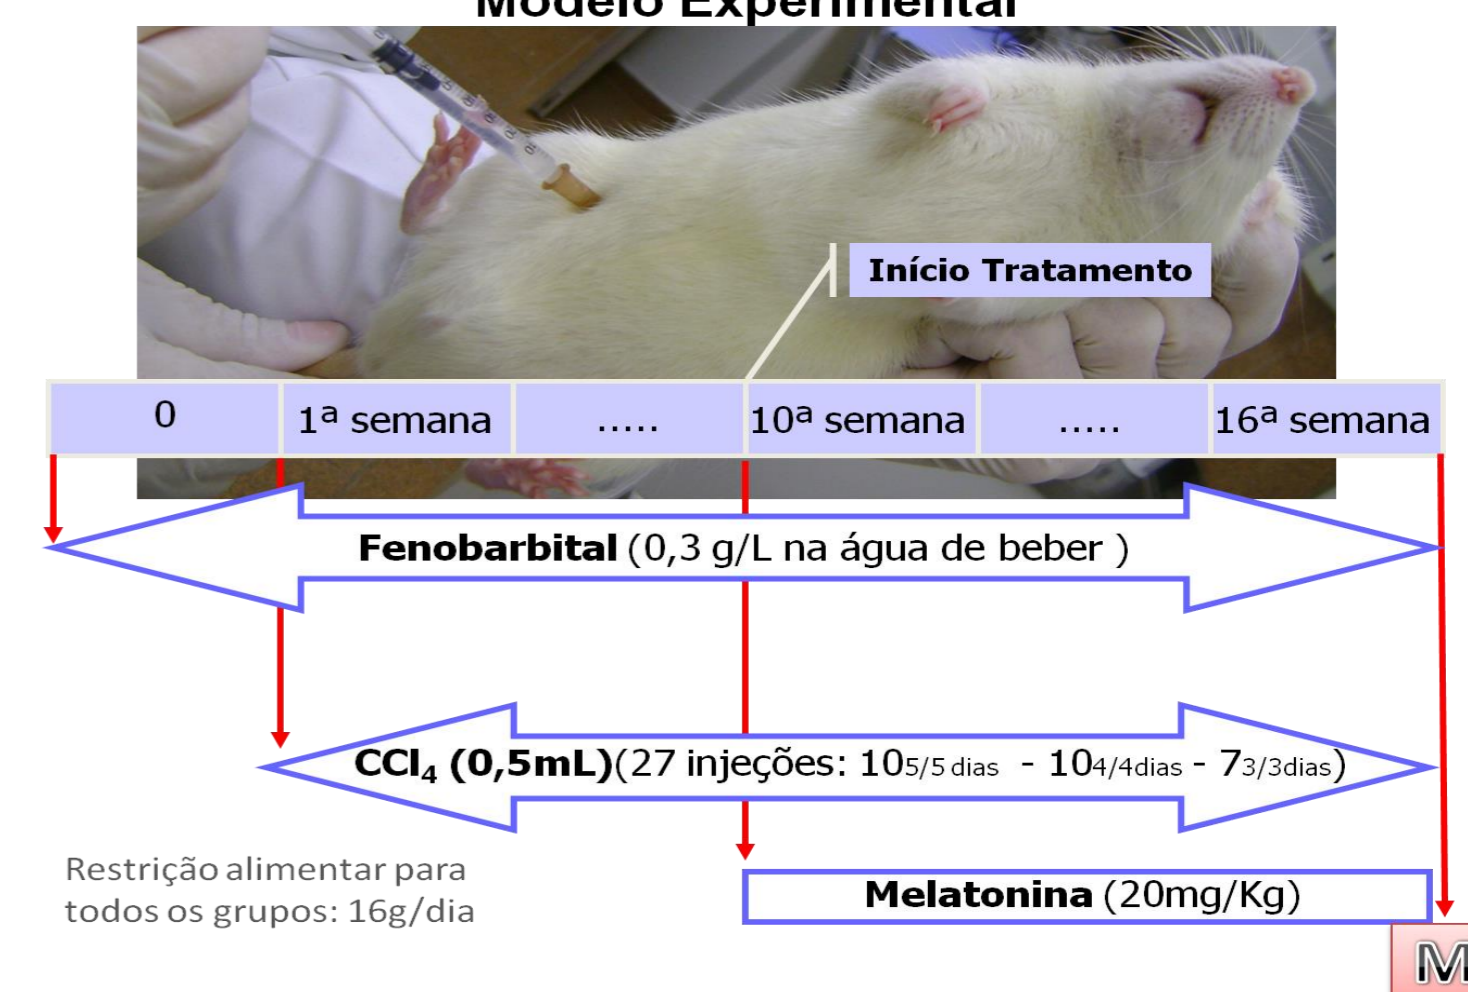 Modelo Experimental
Início Tratamento
0 1ª semana ..... 10ª semana ..... 16ª semana
Fenobarbital (0,3 g/L na água de beber )
CCl₄ (0,5mL)(27 injeções: 105/5 dias - 104/4dias - 73/3dias)
Restrição alimentar para
todos os grupos: 16g/dia
Melatonina (20mg/Kg)